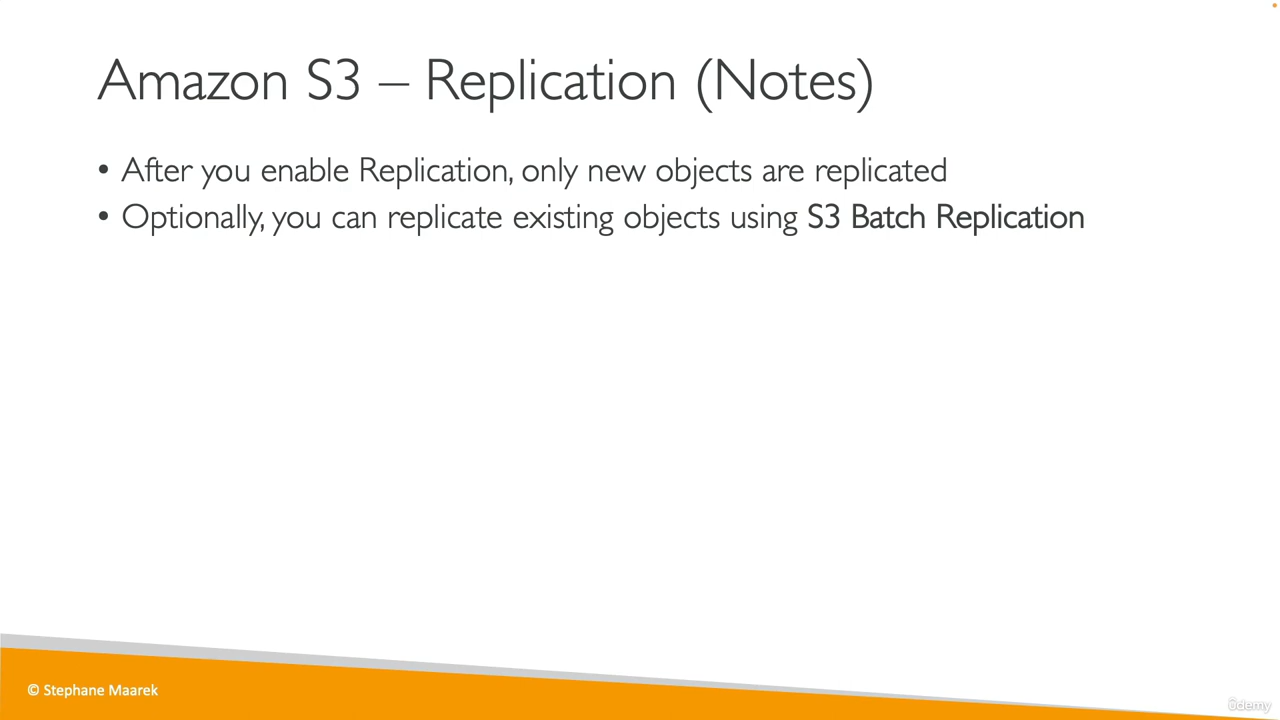 Amazon S3 – Replication (Notes)
• After you enable Replication, only new objects are replicated
• Optionally, you can replicate existing objects using S3 Batch Replication
© Stephane Maarek
ûdemy